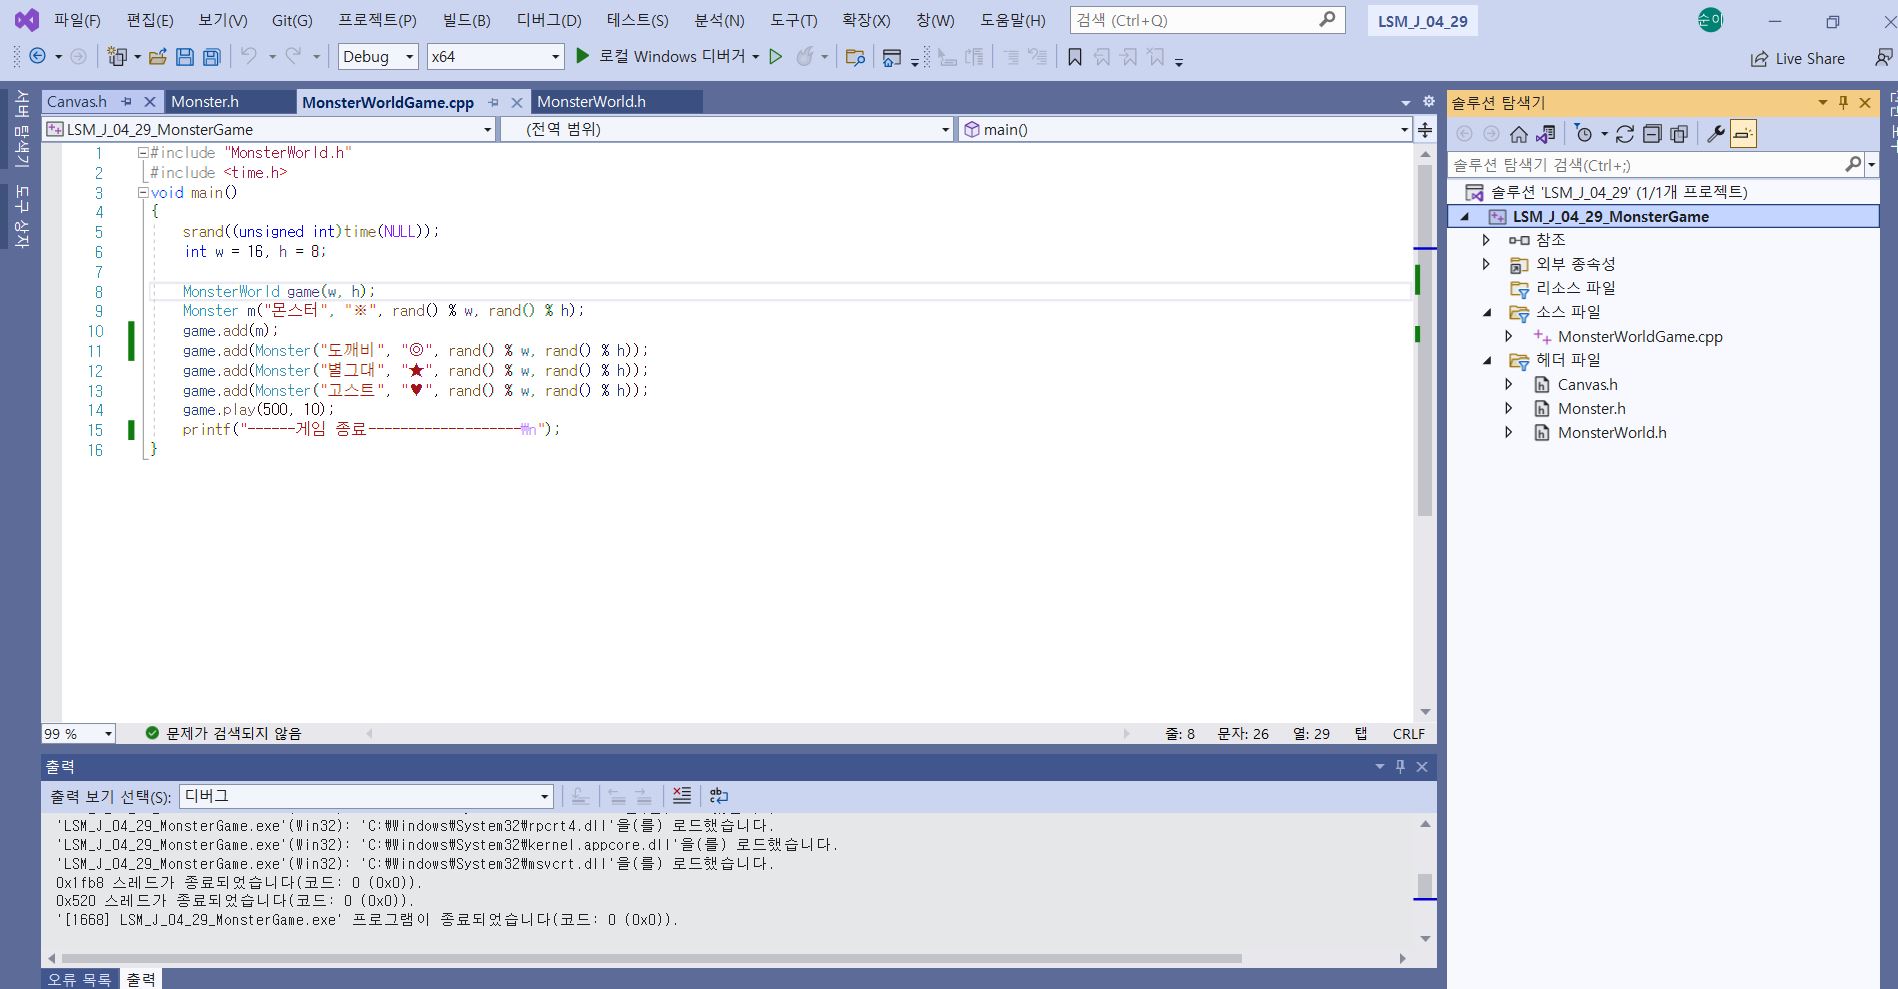 파일(F) 편집(E) 보기(V) Git(G) 프로젝트(P) 빌드(B) 디버그(D) 테스트(S) 분석(N) 도구(T) 확장(X) 창(W) 도움말(H) 검색 (Ctrl+Q) LSM_J_04_29 순이
Debug x64 로컬 Windows 디버거 Live Share
서버 탐색기
도구 상자
Canvas.h Monster.h MonsterWorldGame.cpp MonsterWorld.h
LSM_J_04_29_MonsterGame (전역 범위) main()
1 #include "MonsterWorld.h"
2 #include <time.h>
3 void main()
4 {
5 srand((unsigned int)time(NULL));
6 int w = 16, h = 8;
7
8 MonsterWorld game(w, h);
9 Monster m("몬스터", "※", rand() % w, rand() % h);
10 game.add(m);
11 game.add(Monster("도깨비", "◎", rand() % w, rand() % h));
12 game.add(Monster("별그대", "★", rand() % w, rand() % h));
13 game.add(Monster("고스트", "♥", rand() % w, rand() % h));
14 game.play(500, 10);
15 printf("------게임 종료-------------------₩n");
16 }
99 % 문제가 검색되지 않음 줄: 8 문자: 26 열: 29 탭 CRLF
출력
출력 보기 선택(S): 디버그
'LSM_J_04_29_MonsterGame.exe'(Win32): 'C:₩Windows₩System32₩rpcrt4.dll'을(를) 로드했습니다.
'LSM_J_04_29_MonsterGame.exe'(Win32): 'C:₩Windows₩System32₩kernel.appcore.dll'을(를) 로드했습니다.
'LSM_J_04_29_MonsterGame.exe'(Win32): 'C:₩Windows₩System32₩msvcrt.dll'을(를) 로드했습니다.
0x1fb8 스레드가 종료되었습니다(코드: 0 (0x0)).
0x520 스레드가 종료되었습니다(코드: 0 (0x0)).
'[1668] LSM_J_04_29_MonsterGame.exe' 프로그램이 종료되었습니다(코드: 0 (0x0)).
오류 목록 출력
솔루션 탐색기
솔루션 탐색기 검색(Ctrl+;)
솔루션 'LSM_J_04_29' (1/1개 프로젝트)
LSM_J_04_29_MonsterGame
참조
외부 종속성
리소스 파일
소스 파일
MonsterWorldGame.cpp
헤더 파일
Canvas.h
Monster.h
MonsterWorld.h